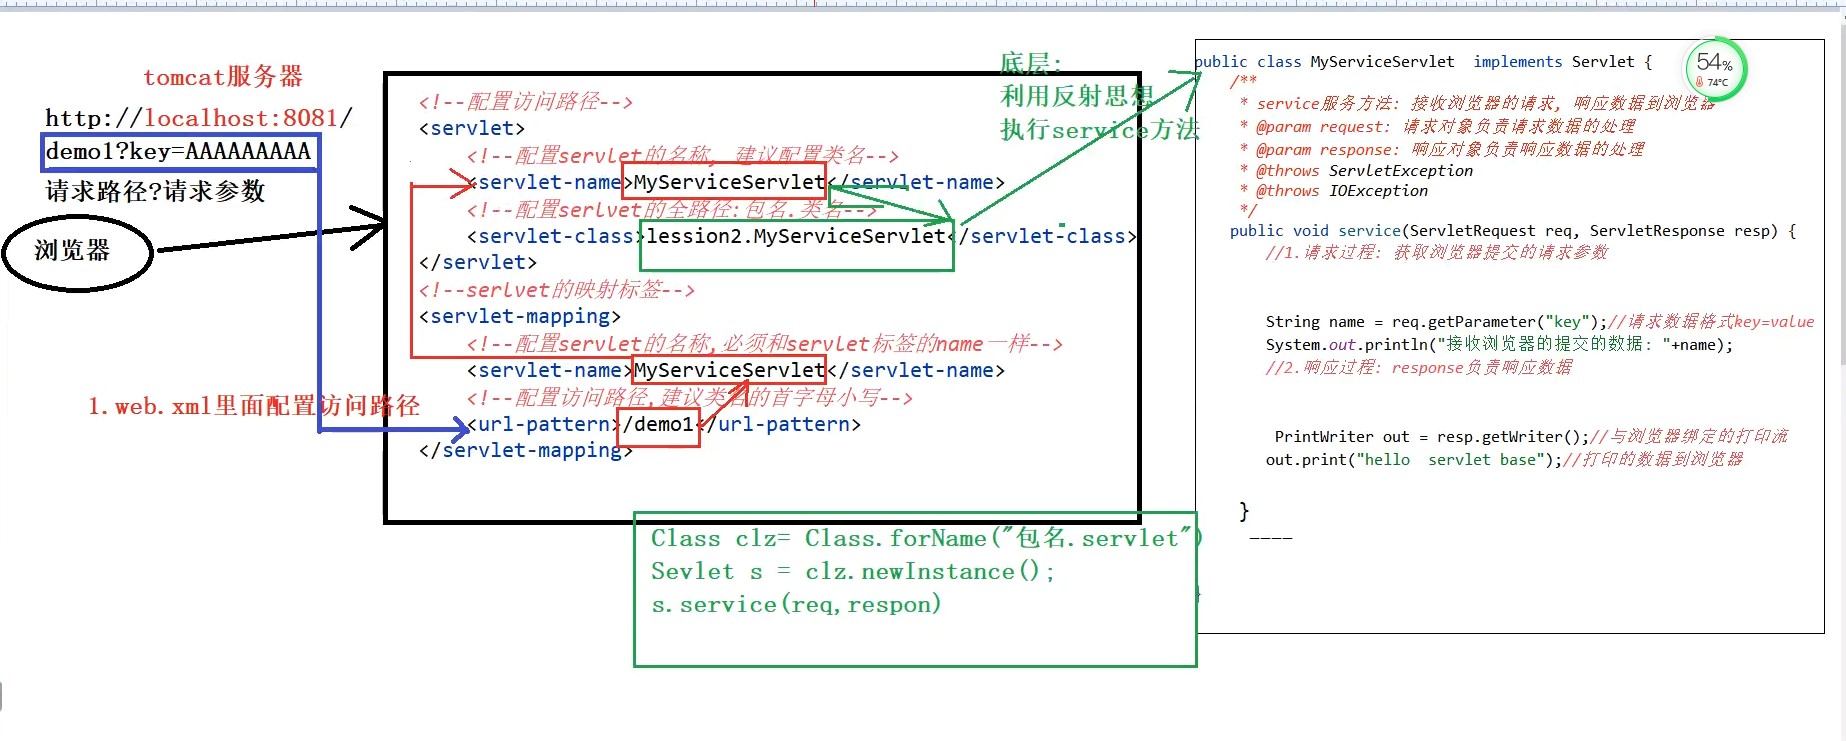 tomcat服务器
http://localhost:8081/
demo1?key=AAAAAAAAA
请求路径?请求参数
浏览器
1.web.xml里面配置访问路径
<!--配置访问路径-->
<servlet>
<!--配置servlet的名称, 建议配置类名-->
<servlet-name>MyServiceServlet</servlet-name>
<!--配置serlvet的全路径:包名.类名-->
<servlet-class>lession2.MyServiceServlet</servlet-class>
</servlet>
<!--serlvet的映射标签-->
<servlet-mapping>
<!--配置servlet的名称,必须和servlet标签的name一样-->
<servlet-name>MyServiceServlet</servlet-name>
<!--配置访问路径,建议类名的首字母小写-->
<url-pattern>/demo1</url-pattern>
</servlet-mapping>
底层:
利用反射思想
执行service方法
Class clz= Class.forName("包名.servlet")
Sevlet s = clz.newInstance();
s.service(req,respon)
public class MyServiceServlet implements Servlet {
/**
* service服务方法: 接收浏览器的请求, 响应数据到浏览器
* @param request: 请求对象负责请求数据的处理
* @param response: 响应对象负责响应数据的处理
* @throws ServletException
* @throws IOException
*/
public void service(ServletRequest req, ServletResponse resp) {
//1.请求过程: 获取浏览器提交的请求参数
String name = req.getParameter("key");//请求数据格式key=value
System.out.println("接收浏览器的提交的数据: "+name);
//2.响应过程: response负责响应数据
PrintWriter out = resp.getWriter();//与浏览器绑定的打印流
out.print("hello  servlet base");//打印的数据到浏览器
}
}
54%
74°C